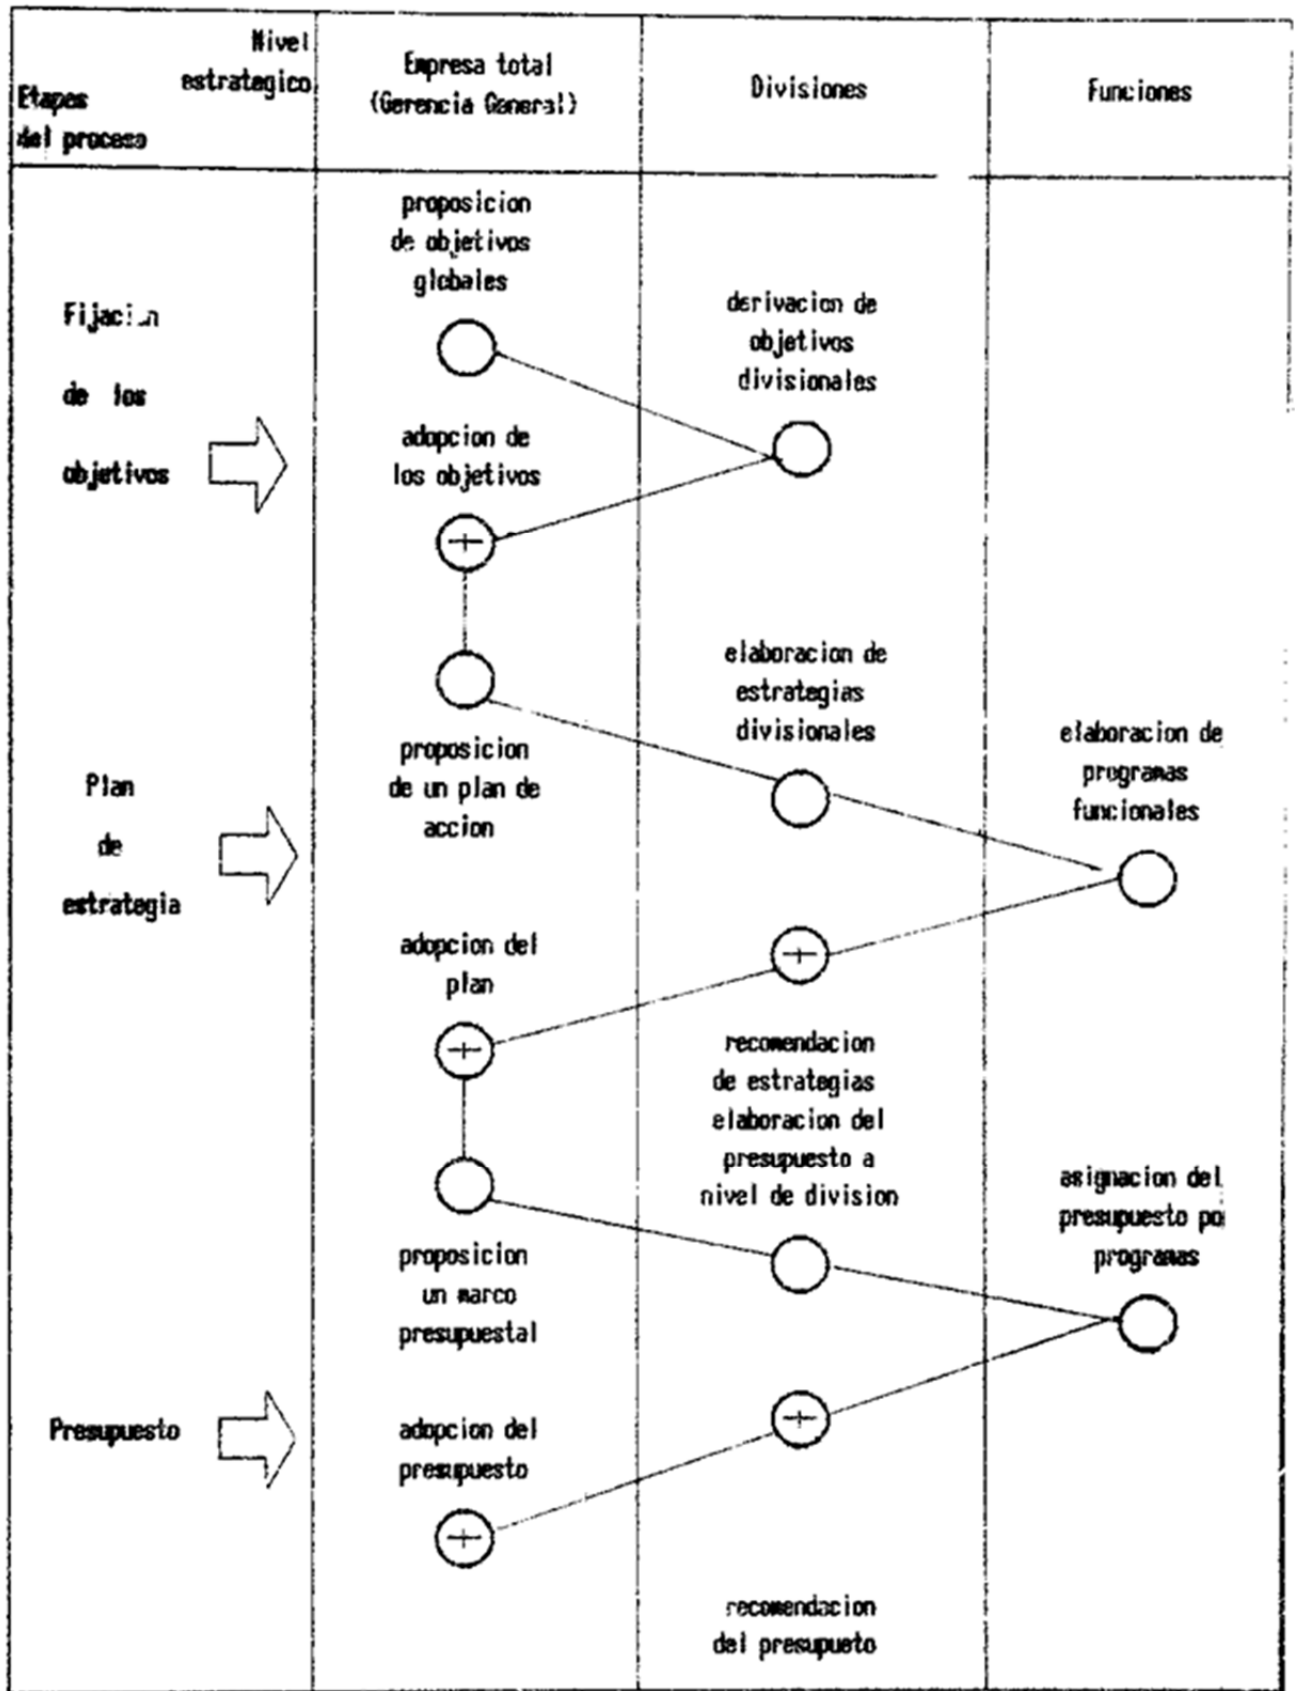 Nivel
estrategico
Etapas
del proceso
Empresa total
(Gerencia General)
Divisiones
Funciones
Fijacion
de los
objetivos
proposicion
de objetivos
globales
derivacion de
objetivos
divisionales
adopcion de
los objetivos
elaboracion de
estrategias
divisionales
proposicion
de un plan de
accion
elaboracion de
programas
funcionales
Plan
de
estrategia
adopcion del
plan
recomendacion
de estrategias
elaboracion del
presupuesto a
nivel de division
asignacion del
presupuesto po
programas
proposicion
un marco
presupuestal
Presupuesto
adopcion del
presupuesto
recomendacion
del presupueto